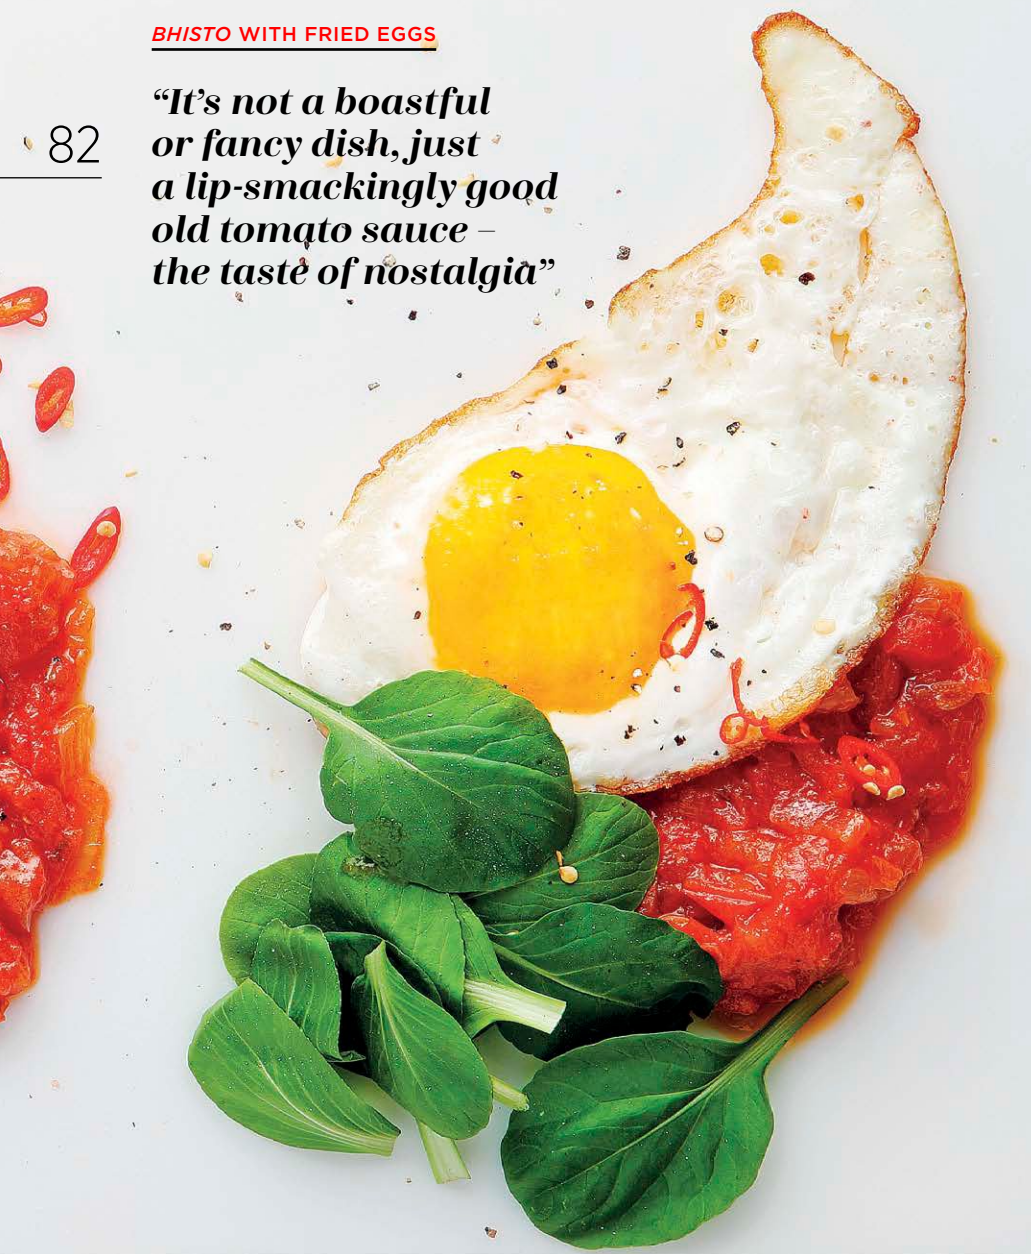 BHISTO WITH FRIED EGGS
“It’s not a boastful
or fancy dish, just
a lip-smackingly good
old tomato sauce –
the taste of nostalgia”
82